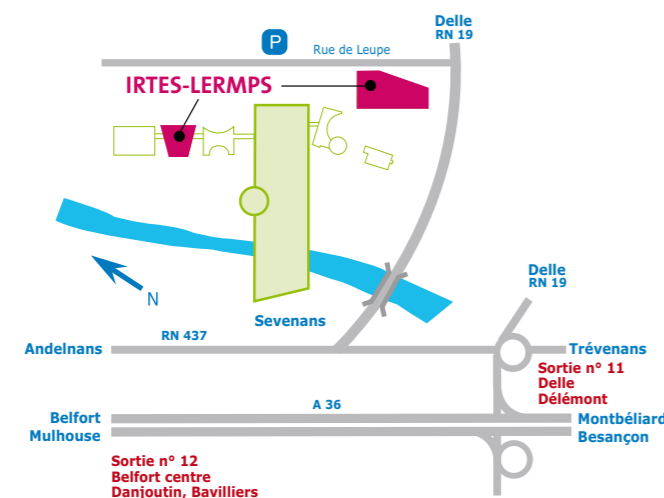 Delle
RN 19
P
Rue de Leupe
IRTES-LERMPS
N
Sevenans
Delle
RN 19
RN 437
Andelnans
Trévenans
Sortie n° 11
Delle
Délémont
A 36
Belfort
Mulhouse
Montbéliard
Besançon
Sortie n° 12
Belfort centre
Danjoutin, Bavilliers